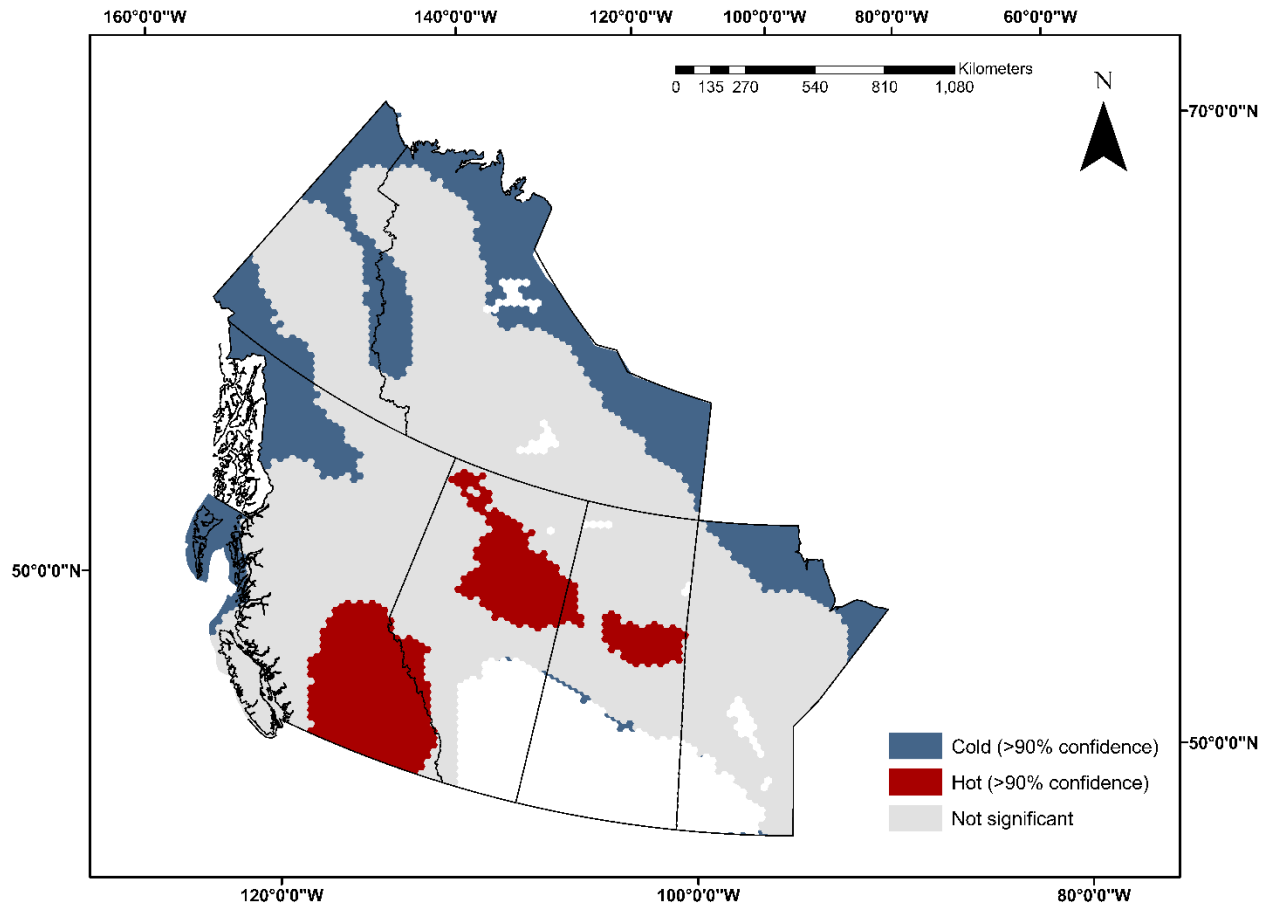 160°0'0"W 140°0'0"W 120°0'0"W 100°0'0"W 80°0'0"W 60°0'0"W
Kilometers
0 135 270 540 810 1,080
N
70°0'0"N
50°0'0"N
50°0'0"N
Cold (>90% confidence)
Hot (>90% confidence)
Not significant
120°0'0"W 100°0'0"W 80°0'0"W